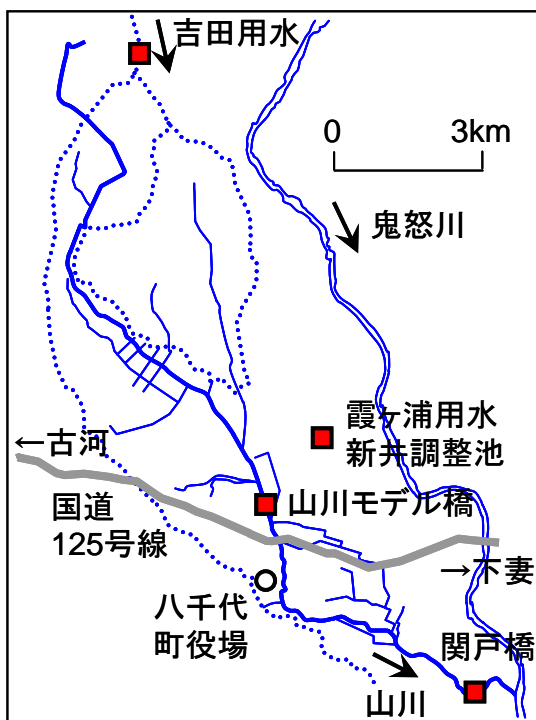 吉田用水
0 3km
鬼怒川
霞ヶ浦用水
新井調整池
←古河
山川モデル橋
国道
125号線
→下妻
八千代
町役場
関戸橋
山川